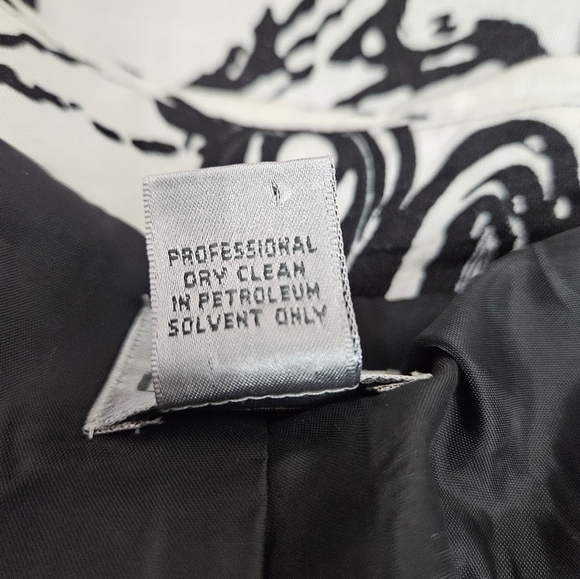 PROFESSIONAL
DRY CLEAN
IN PETROLEUM
SOLVENT ONLY